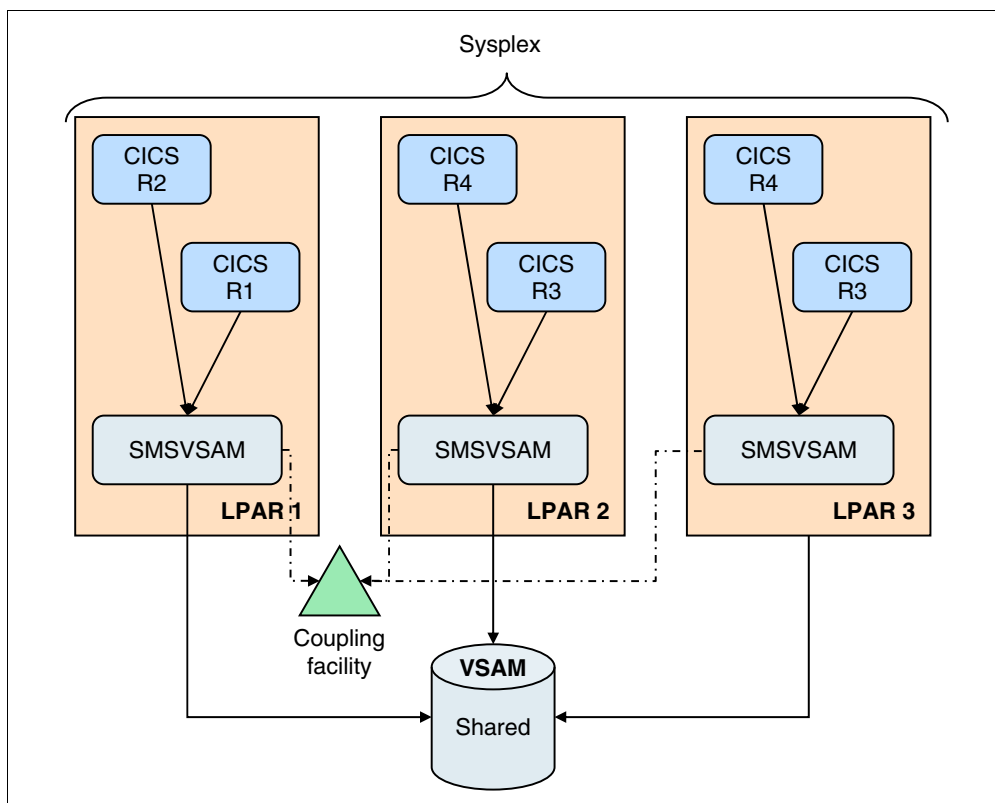 Sysplex
CICS
R2
CICS
R1
SMSVSAM
LPAR 1
CICS
R4
CICS
R3
SMSVSAM
LPAR 2
CICS
R4
CICS
R3
SMSVSAM
LPAR 3
Coupling
facility
VSAM
Shared